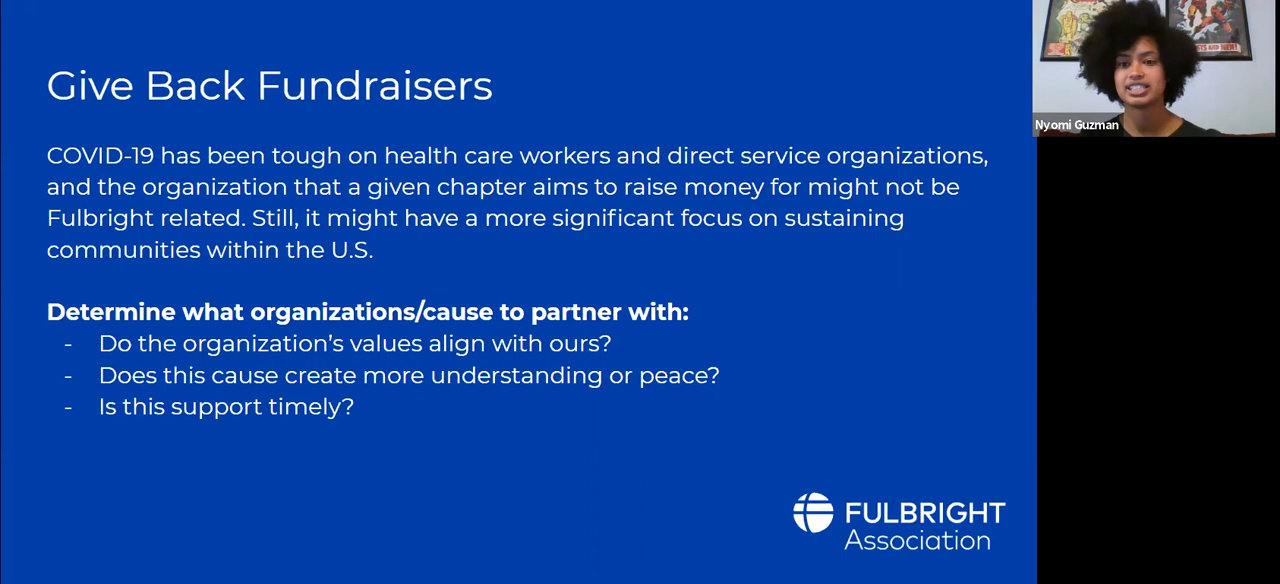 Give Back Fundraisers
COVID-19 has been tough on health care workers and direct service organizations,
and the organization that a given chapter aims to raise money for might not be
Fulbright related. Still, it might have a more significant focus on sustaining
communities within the U.S.
Determine what organizations/cause to partner with:
- Do the organization’s values align with ours?
- Does this cause create more understanding or peace?
- Is this support timely?
FULBRIGHT
Association
Nyomi Guzman